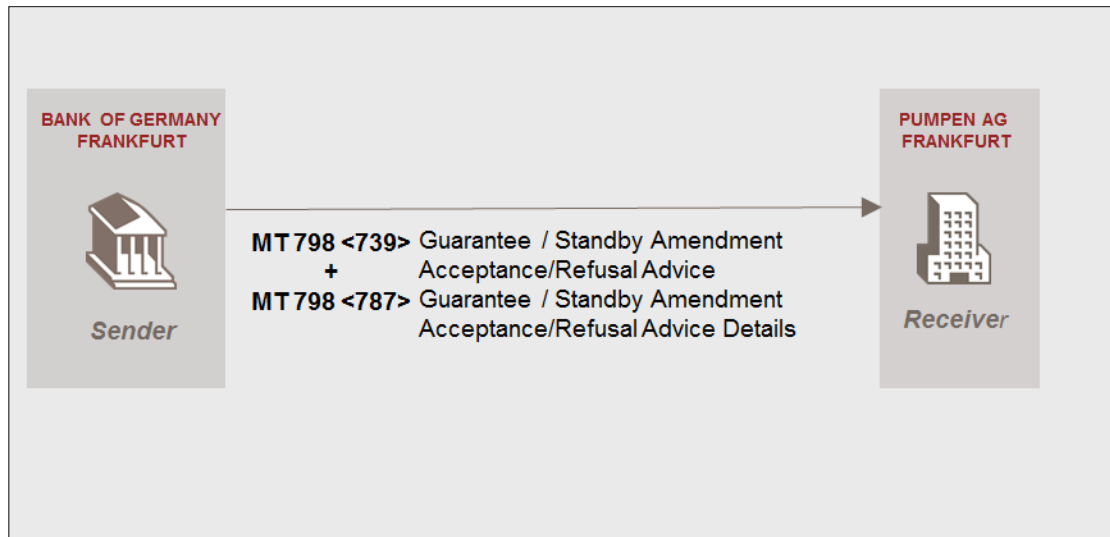 BANK OF GERMANY
FRANKFURT
Sender
MT 798 <739> Guarantee / Standby Amendment
+ Acceptance/Refusal Advice
MT 798 <787> Guarantee / Standby Amendment
Acceptance/Refusal Advice Details
PUMPEN AG
FRANKFURT
Receiver